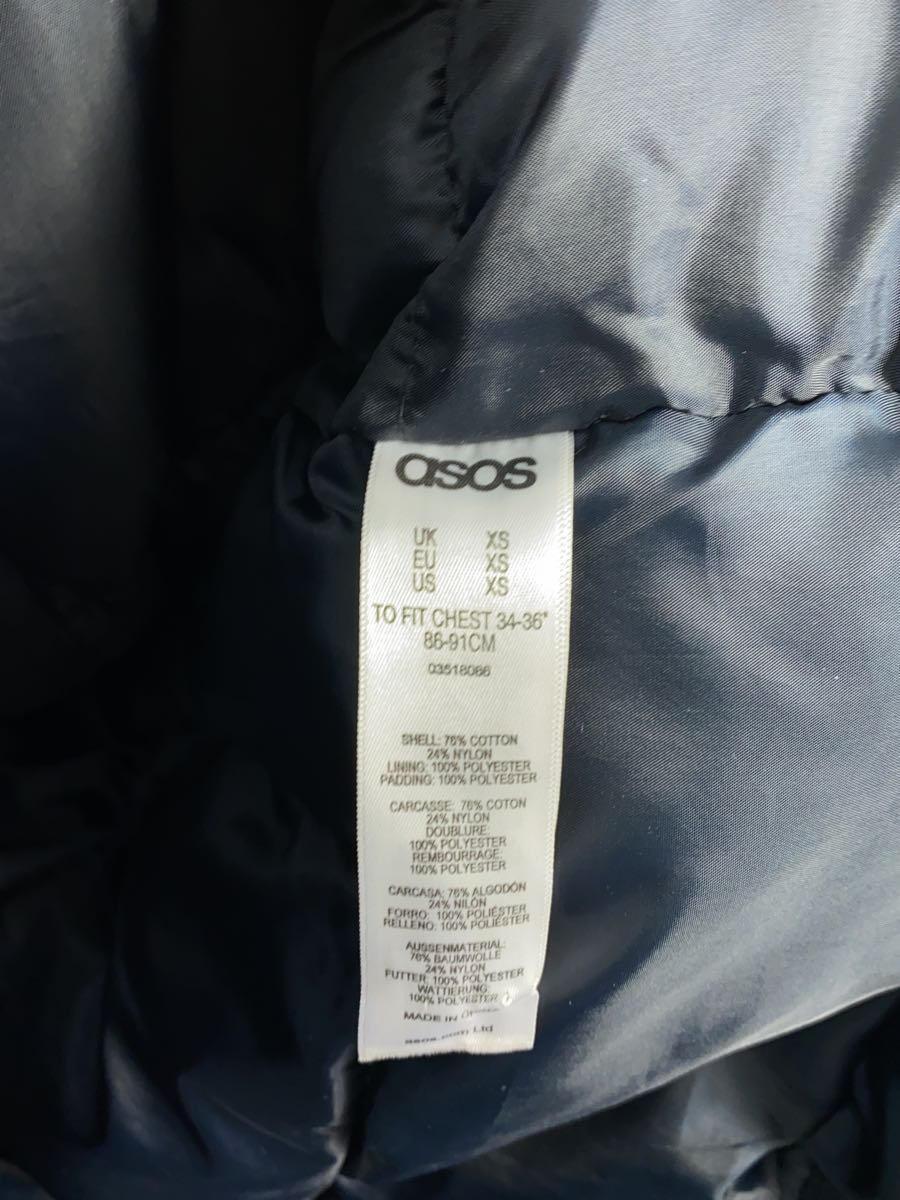 asos
UK XS
EU XS
US XS
TO FIT CHEST 34-36"
86-91CM
03518086
SHELL: 76% COTTON
24% NYLON
LINING: 100% POLYESTER
PADDING: 100% POLYESTER
CARCASSE: 76% COTON
24% NYLON
DOUBLURE:
100% POLYESTER
REMBOURRAGE:
100% POLYESTER
CARCASA: 76% ALGODÓN
24% NILÓN
FORRO: 100% POLIÉSTER
RELLENO: 100% POLIÉSTER
AUSSENMATERIAL:
76% BAUMWOLLE
24% NYLON
FUTTER: 100% POLYESTER
WATTIERUNG:
100% POLYESTER
MADE IN
asos.com Ltd